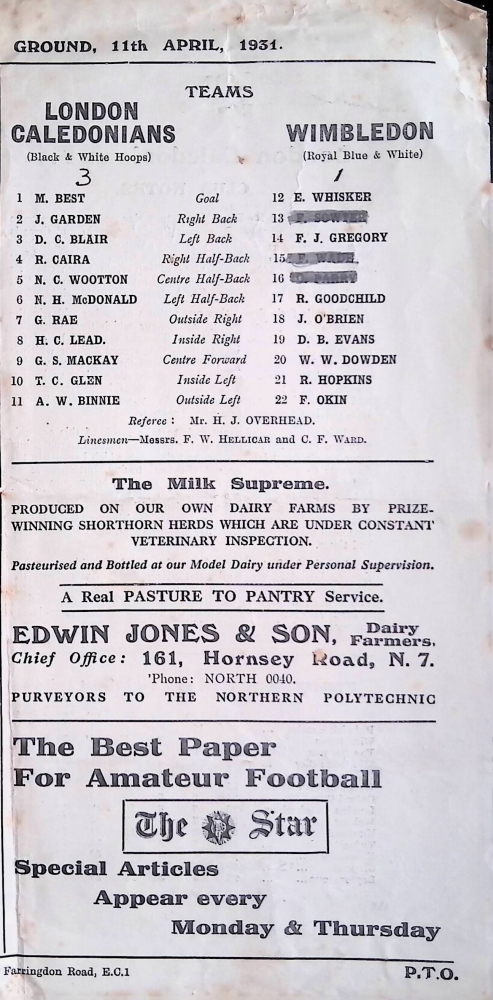 GROUND, 11th APRIL, 1931.
TEAMS
LONDON CALEDONIANS WIMBLEDON
(Black & White Hoops) (Royal Blue & White)
3 1
1 M. BEST Goal 12 E. WHISKER
2 J. GARDEN Right Back 13
3 D. C. BLAIR Left Back 14 F. J. GREGORY
4 R. CAIRA Right Half-Back 15
5 N. C. WOOTTON Centre Half-Back 16
6 N. H. McDONALD Left Half-Back 17 R. GOODCHILD
7 G. RAE Outside Right 18 J. O'BRIEN
8 H. C. LEAD. Inside Right 19 D. B. EVANS
9 G. S. MACKAY Centre Forward 20 W. W. DOWDEN
10 T. C. GLEN Inside Left 21 R. HOPKINS
11 A. W. BINNIE Outside Left 22 F. OKIN
Referee : Mr. H. J. OVERHEAD.
Linesmen—Messrs. F. W. HELLICAR and C. F. WARD.
The Milk Supreme.
PRODUCED ON OUR OWN DAIRY FARMS BY PRIZE-
WINNING SHORTHORN HERDS WHICH ARE UNDER CONSTANT
VETERINARY INSPECTION.
Pasteurised and Bottled at our Model Dairy under Personal Supervision.
A Real PASTURE TO PANTRY Service.
EDWIN JONES & SON, Dairy Farmers,
Chief Office: 161, Hornsey Road, N. 7.
'Phone: NORTH 0040.
PURVEYORS TO THE NORTHERN POLYTECHNIC
The Best Paper
For Amateur Football
The Star
Special Articles
Appear every
Monday & Thursday
Farringdon Road, E.C.1 P.T.O.